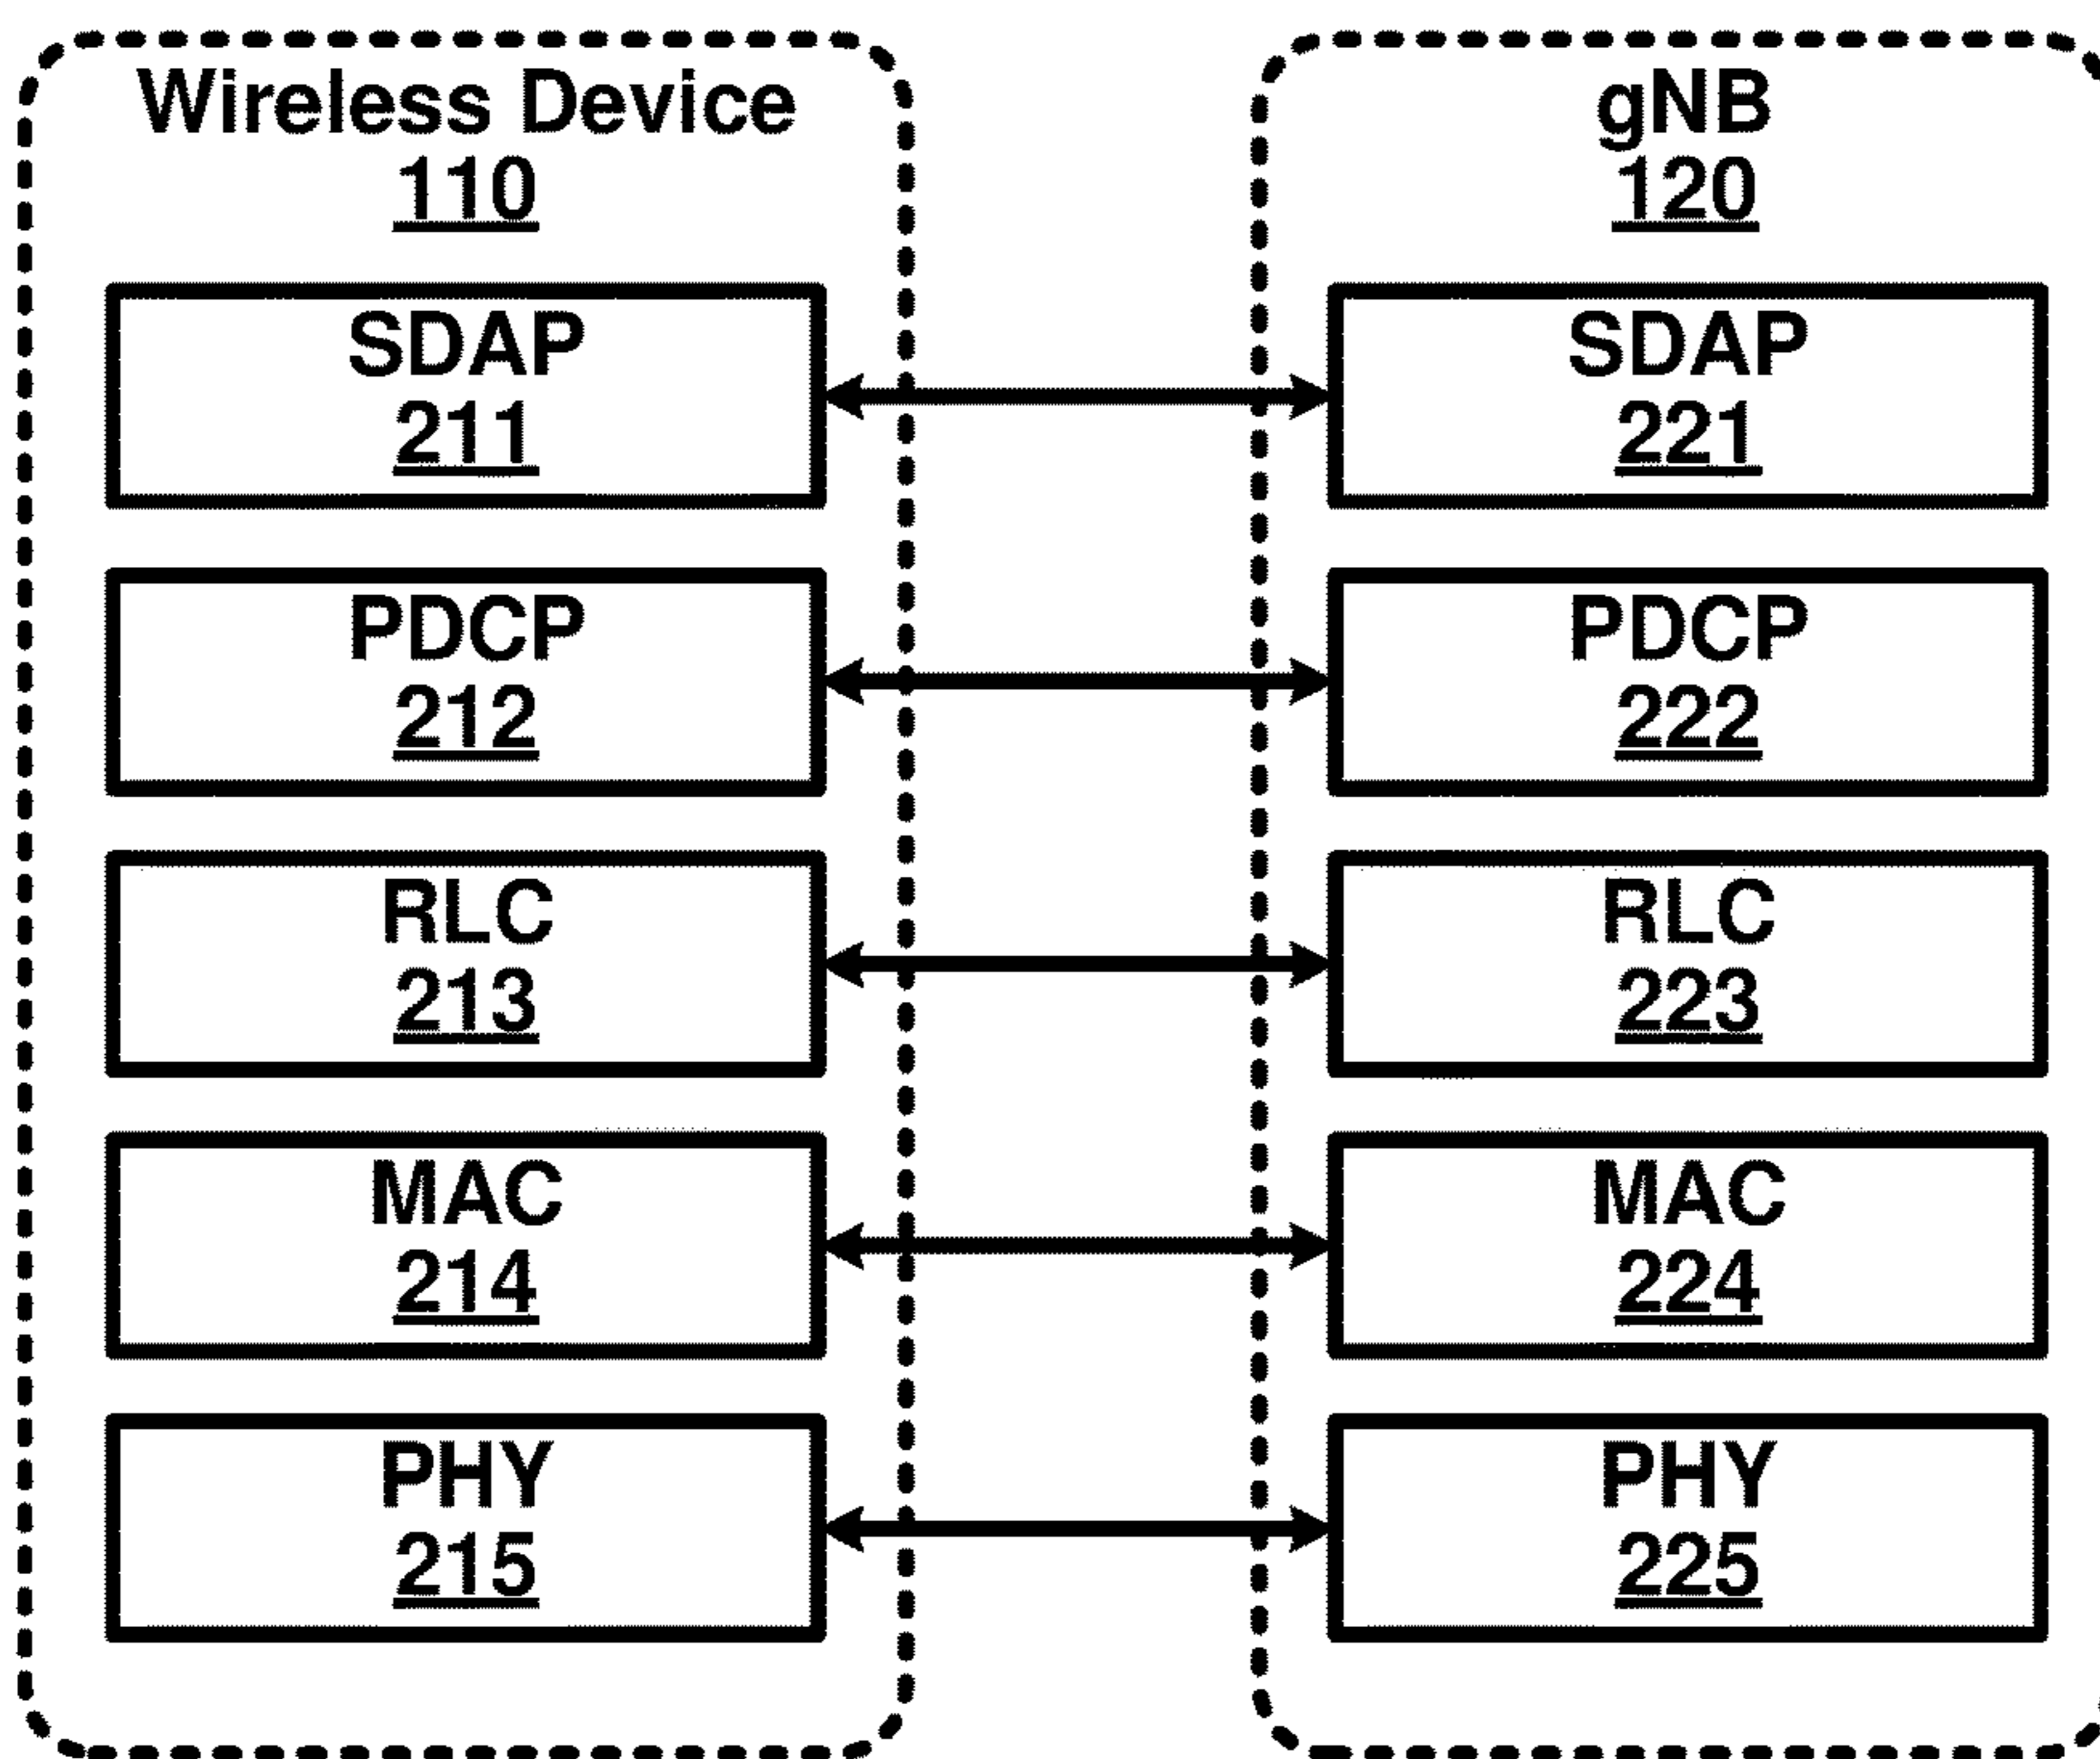 Wireless Device
110
SDAP
211
PDCP
212
RLC
213
MAC
214
PHY
215
gNB
120
SDAP
221
PDCP
222
RLC
223
MAC
224
PHY
225